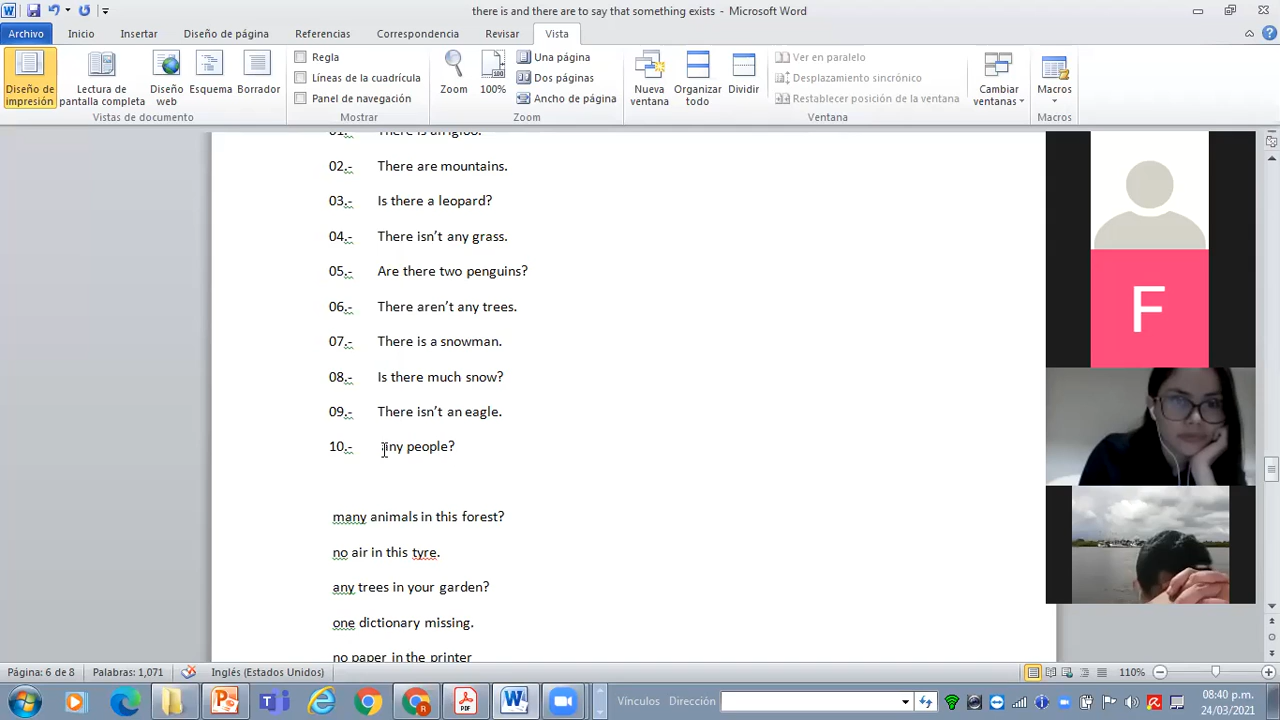 there is and there are to say that something exists - Microsoft Word
Archivo Inicio Insertar Diseño de página Referencias Correspondencia Revisar Vista
Diseño de impresión
Lectura de pantalla completa
Diseño web
Esquema
Borrador
Vistas de documento
Regla
Líneas de la cuadrícula
Panel de navegación
Mostrar
Zoom
100%
Una página
Dos páginas
Ancho de página
Zoom
Nueva ventana
Organizar todo
Dividir
Ver en paralelo
Desplazamiento sincrónico
Restablecer posición de la ventana
Cambiar ventanas
Ventana
Macros
Macros
01.- There is an igloo.
02.- There are mountains.
03.- Is there a leopard?
04.- There isn't any grass.
05.- Are there two penguins?
06.- There aren't any trees.
07.- There is a snowman.
08.- Is there much snow?
09.- There isn't an eagle.
10.- any people?
many animals in this forest?
no air in this tyre.
any trees in your garden?
one dictionary missing.
no paper in the printer
F
Página: 6 de 8 Palabras: 1,071 Inglés (Estados Unidos) 110%
Vínculos Dirección
08:40 p.m.
24/03/2021